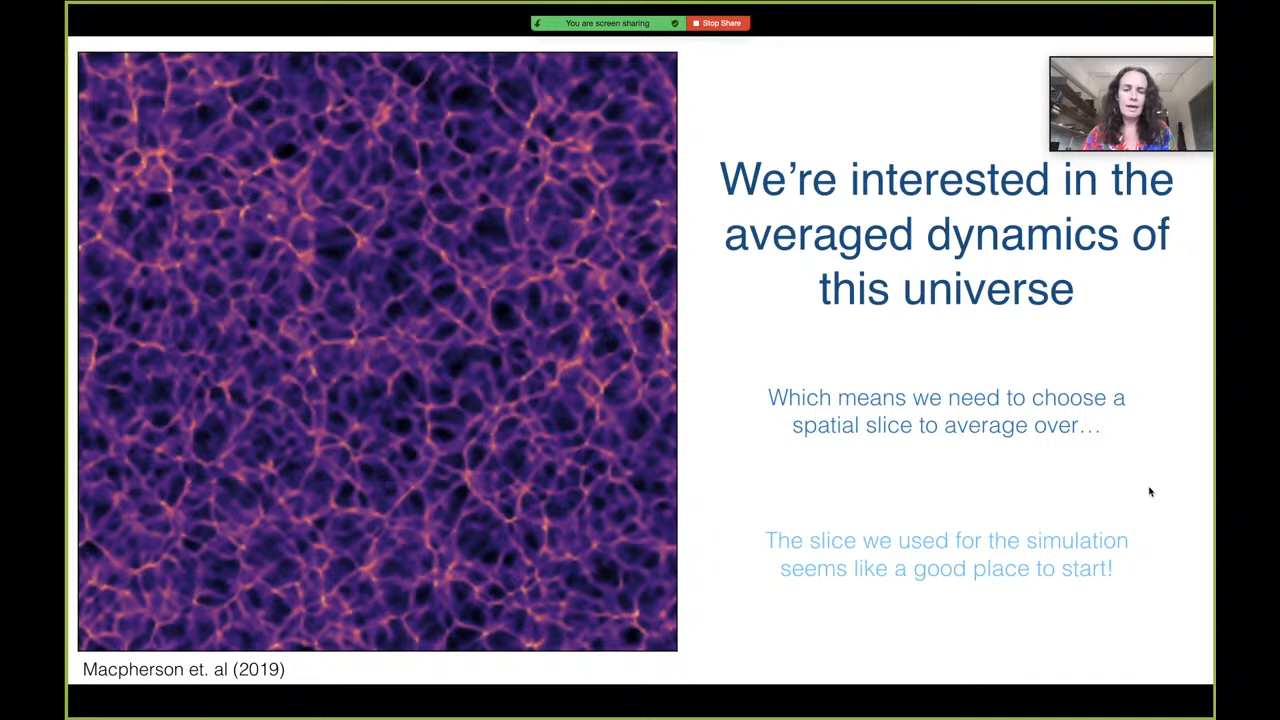 You are screen sharing
Stop Share
We’re interested in the
averaged dynamics of
this universe
Which means we need to choose a
spatial slice to average over…
The slice we used for the simulation
seems like a good place to start!
Macpherson et. al (2019)